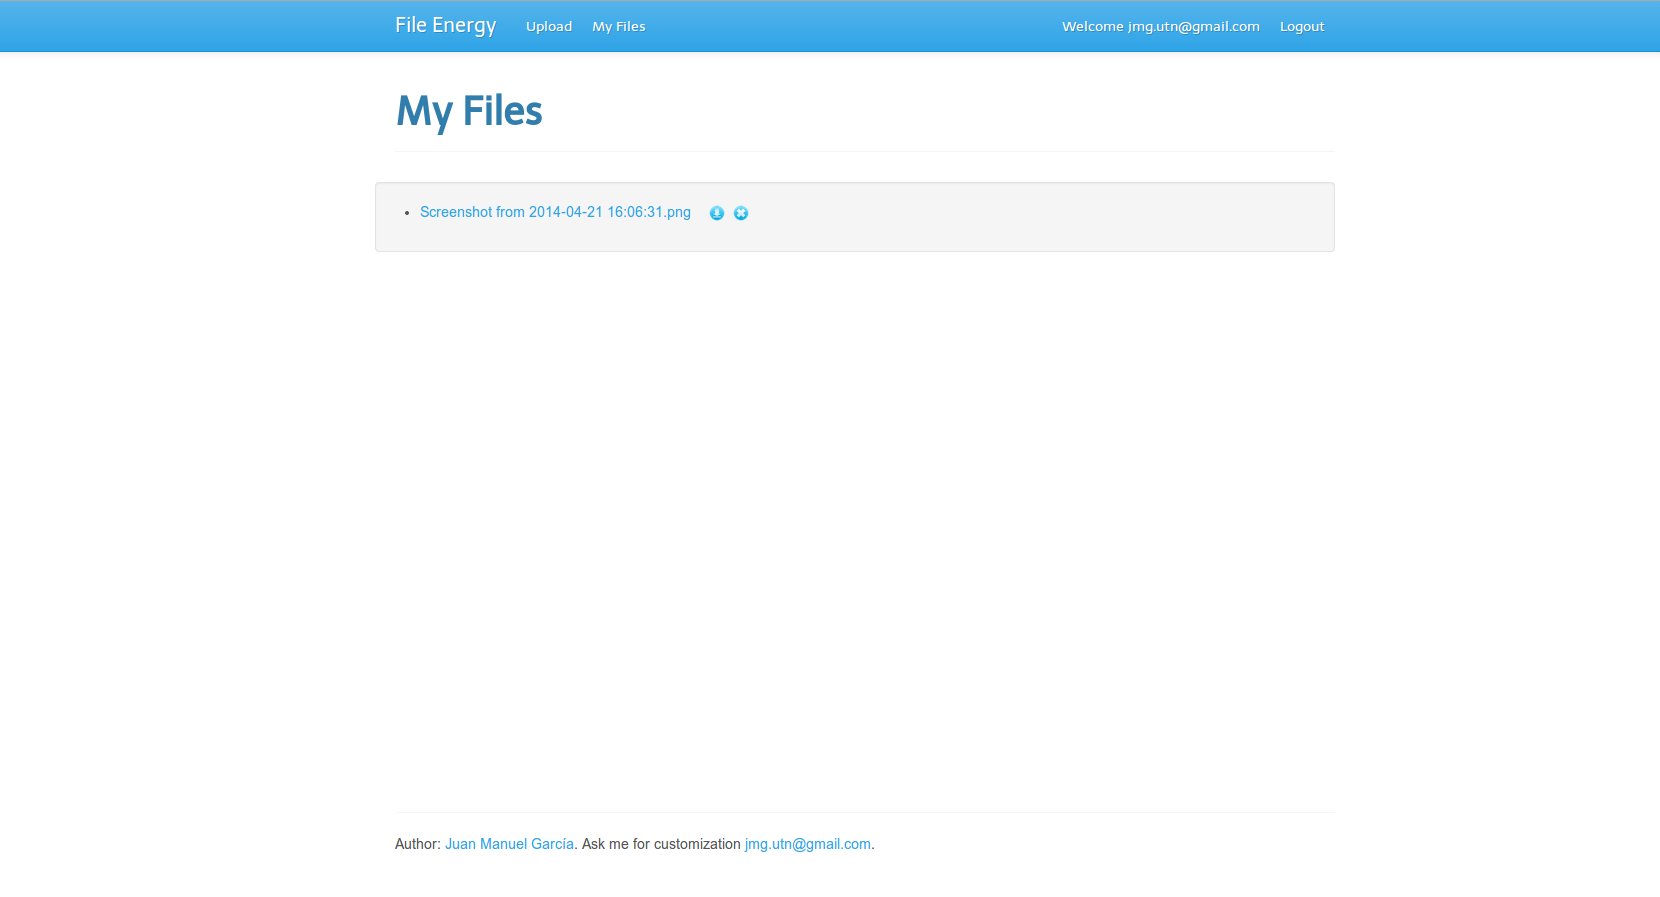 File Energy Upload My Files Welcome jmg.utn@gmail.com Logout
My Files
Screenshot from 2014-04-21 16:06:31.png
Author: Juan Manuel García. Ask me for customization jmg.utn@gmail.com.